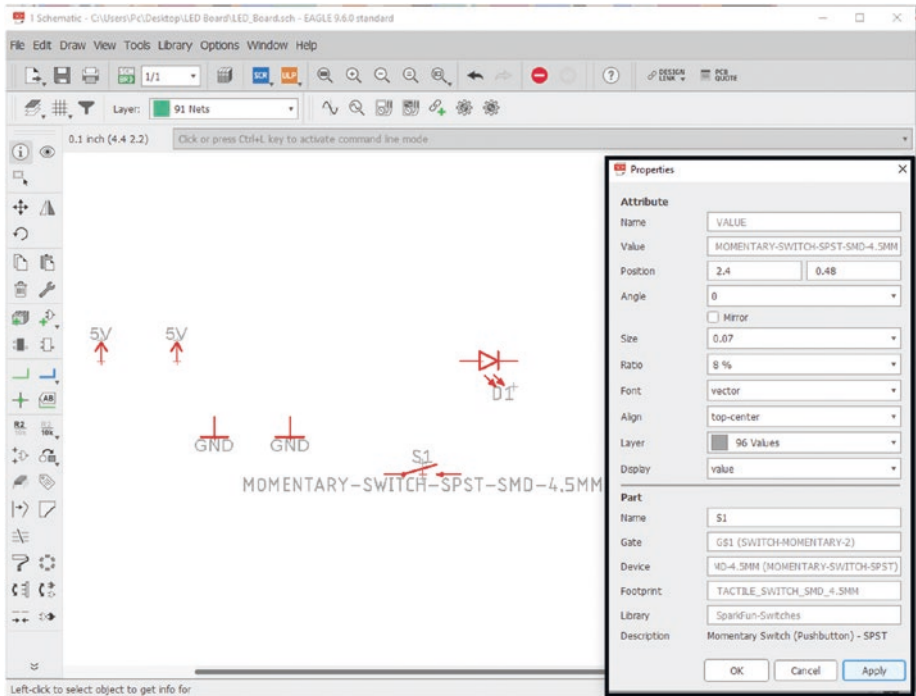 1 Schematic - C:\Users\Pc\Desktop\LED Board\LED_Board.sch - EAGLE 9.6.0 standard
File Edit Draw View Tools Library Options Window Help
1/1
SCR
ULP
DESIGN LINK
PCB QUOTE
Layer: 91 Nets
0.1 inch (4.4 2.2)
Click or press Ctrl+L key to activate command line mode
5V 5V
D1
GND GND
S1
MOMENTARY-SWITCH-SPST-SMD-4.5MM
R2
10k
Properties
Attribute
Name VALUE
Value MOMENTARY-SWITCH-SPST-SMD-4.5MM
Position 2.4 0.48
Angle 0
Mirror
Size 0.07
Ratio 8 %
Font vector
Align top-center
Layer 96 Values
Display value
Part
Name S1
Gate G$1 (SWITCH-MOMENTARY-2)
Device MD-4.5MM (MOMENTARY-SWITCH-SPST)
Footprint TACTILE_SWITCH_SMD_4.5MM
Library SparkFun-Switches
Description Momentary Switch (Pushbutton) - SPST
OK Cancel Apply
Left-click to select object to get info for